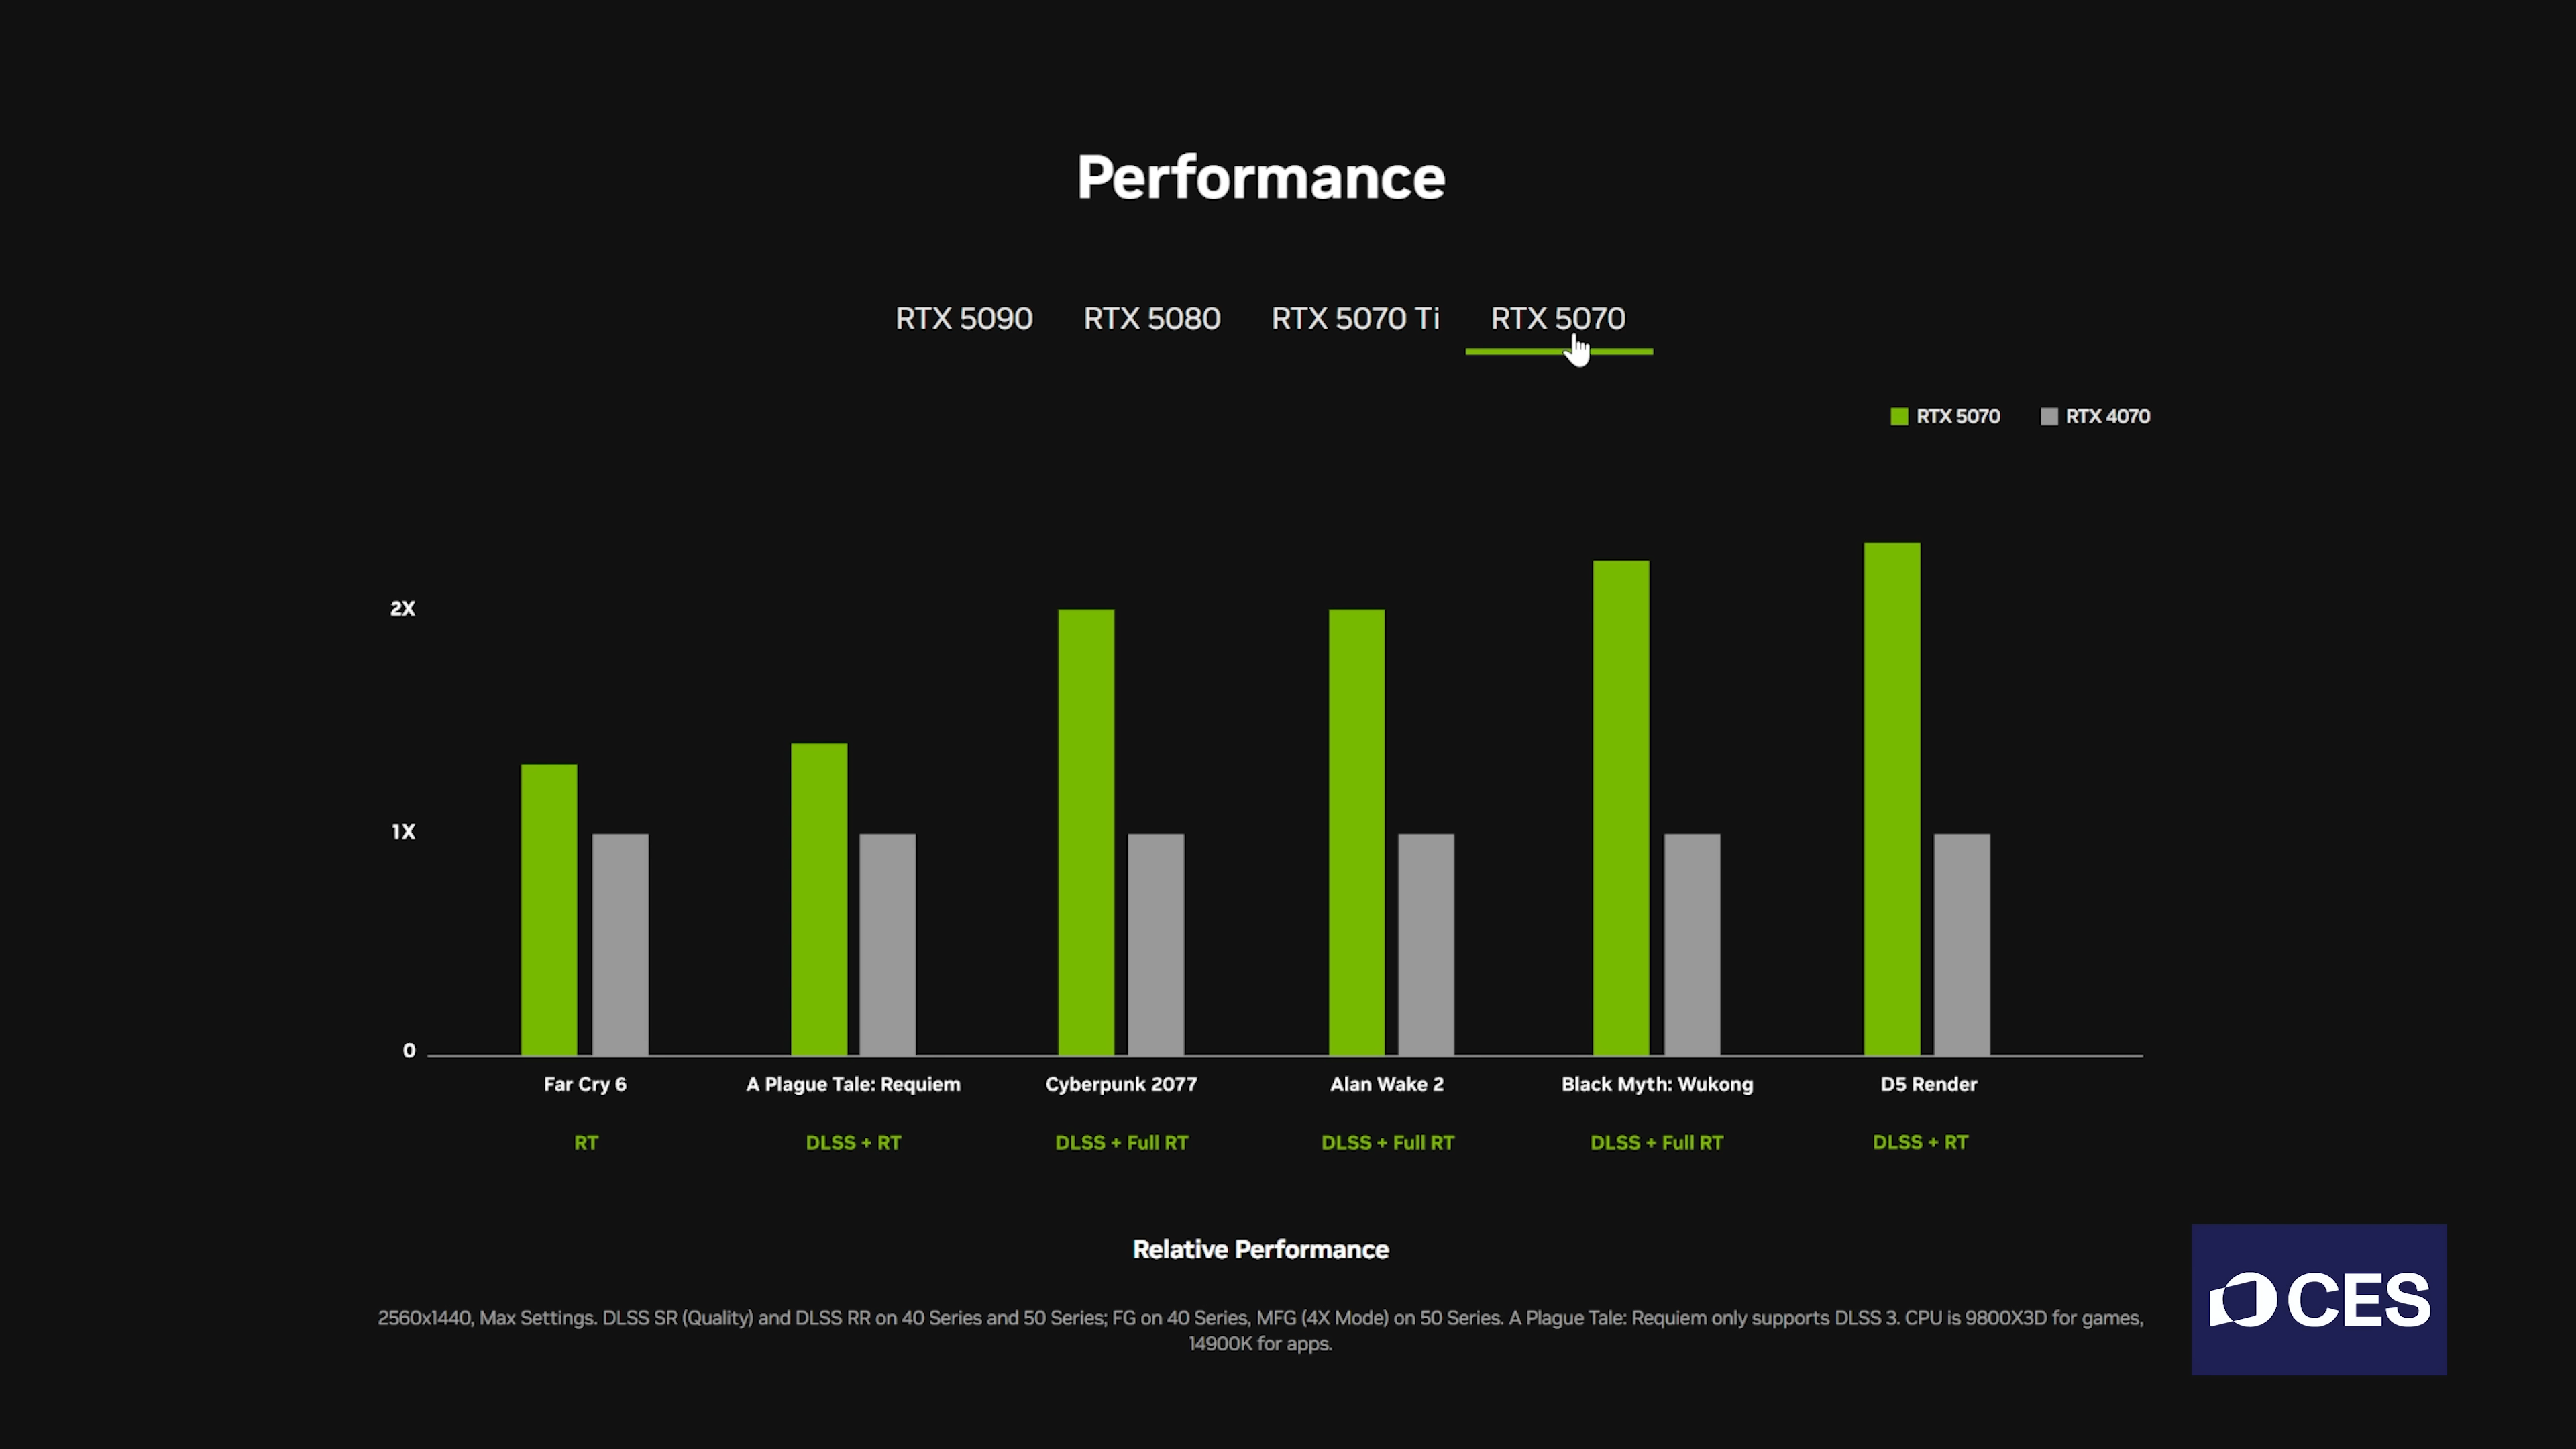 Performance
RTX 5090 RTX 5080 RTX 5070 Ti RTX 5070
RTX 5070 RTX 4070
2X
1X
0
Far Cry 6 A Plague Tale: Requiem Cyberpunk 2077 Alan Wake 2 Black Myth: Wukong D5 Render
RT DLSS + RT DLSS + Full RT DLSS + Full RT DLSS + Full RT DLSS + RT
Relative Performance
2560x1440, Max Settings. DLSS SR (Quality) and DLSS RR on 40 Series and 50 Series; FG on 40 Series, MFG (4X Mode) on 50 Series. A Plague Tale: Requiem only supports DLSS 3. CPU is 9800X3D for games,
14900K for apps.
CES